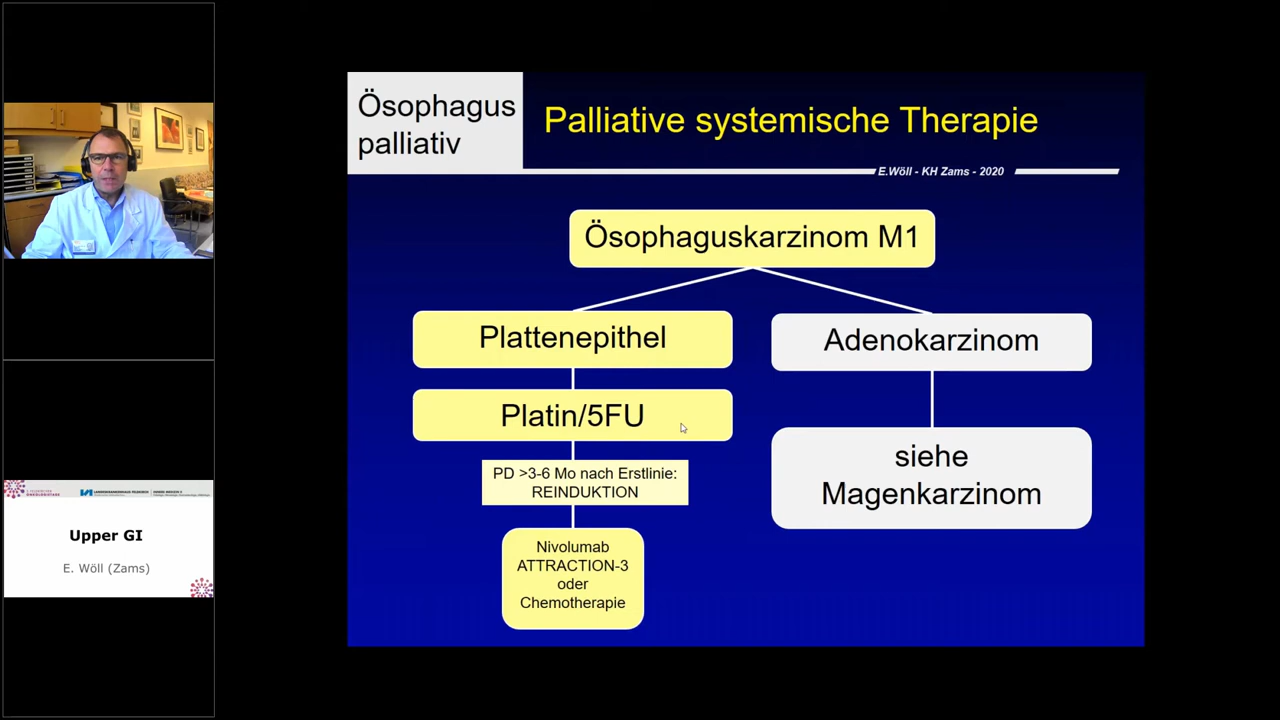 Ösophagus
palliativ
Palliative systemische Therapie
E.Wöll - KH Zams - 2020
Ösophaguskarzinom M1
Plattenepithel
Adenokarzinom
Platin/5FU
PD >3-6 Mo nach Erstlinie:
REINDUKTION
siehe
Magenkarzinom
Nivolumab
ATTRACTION-3
oder
Chemotherapie
Upper GI
E. Wöll (Zams)